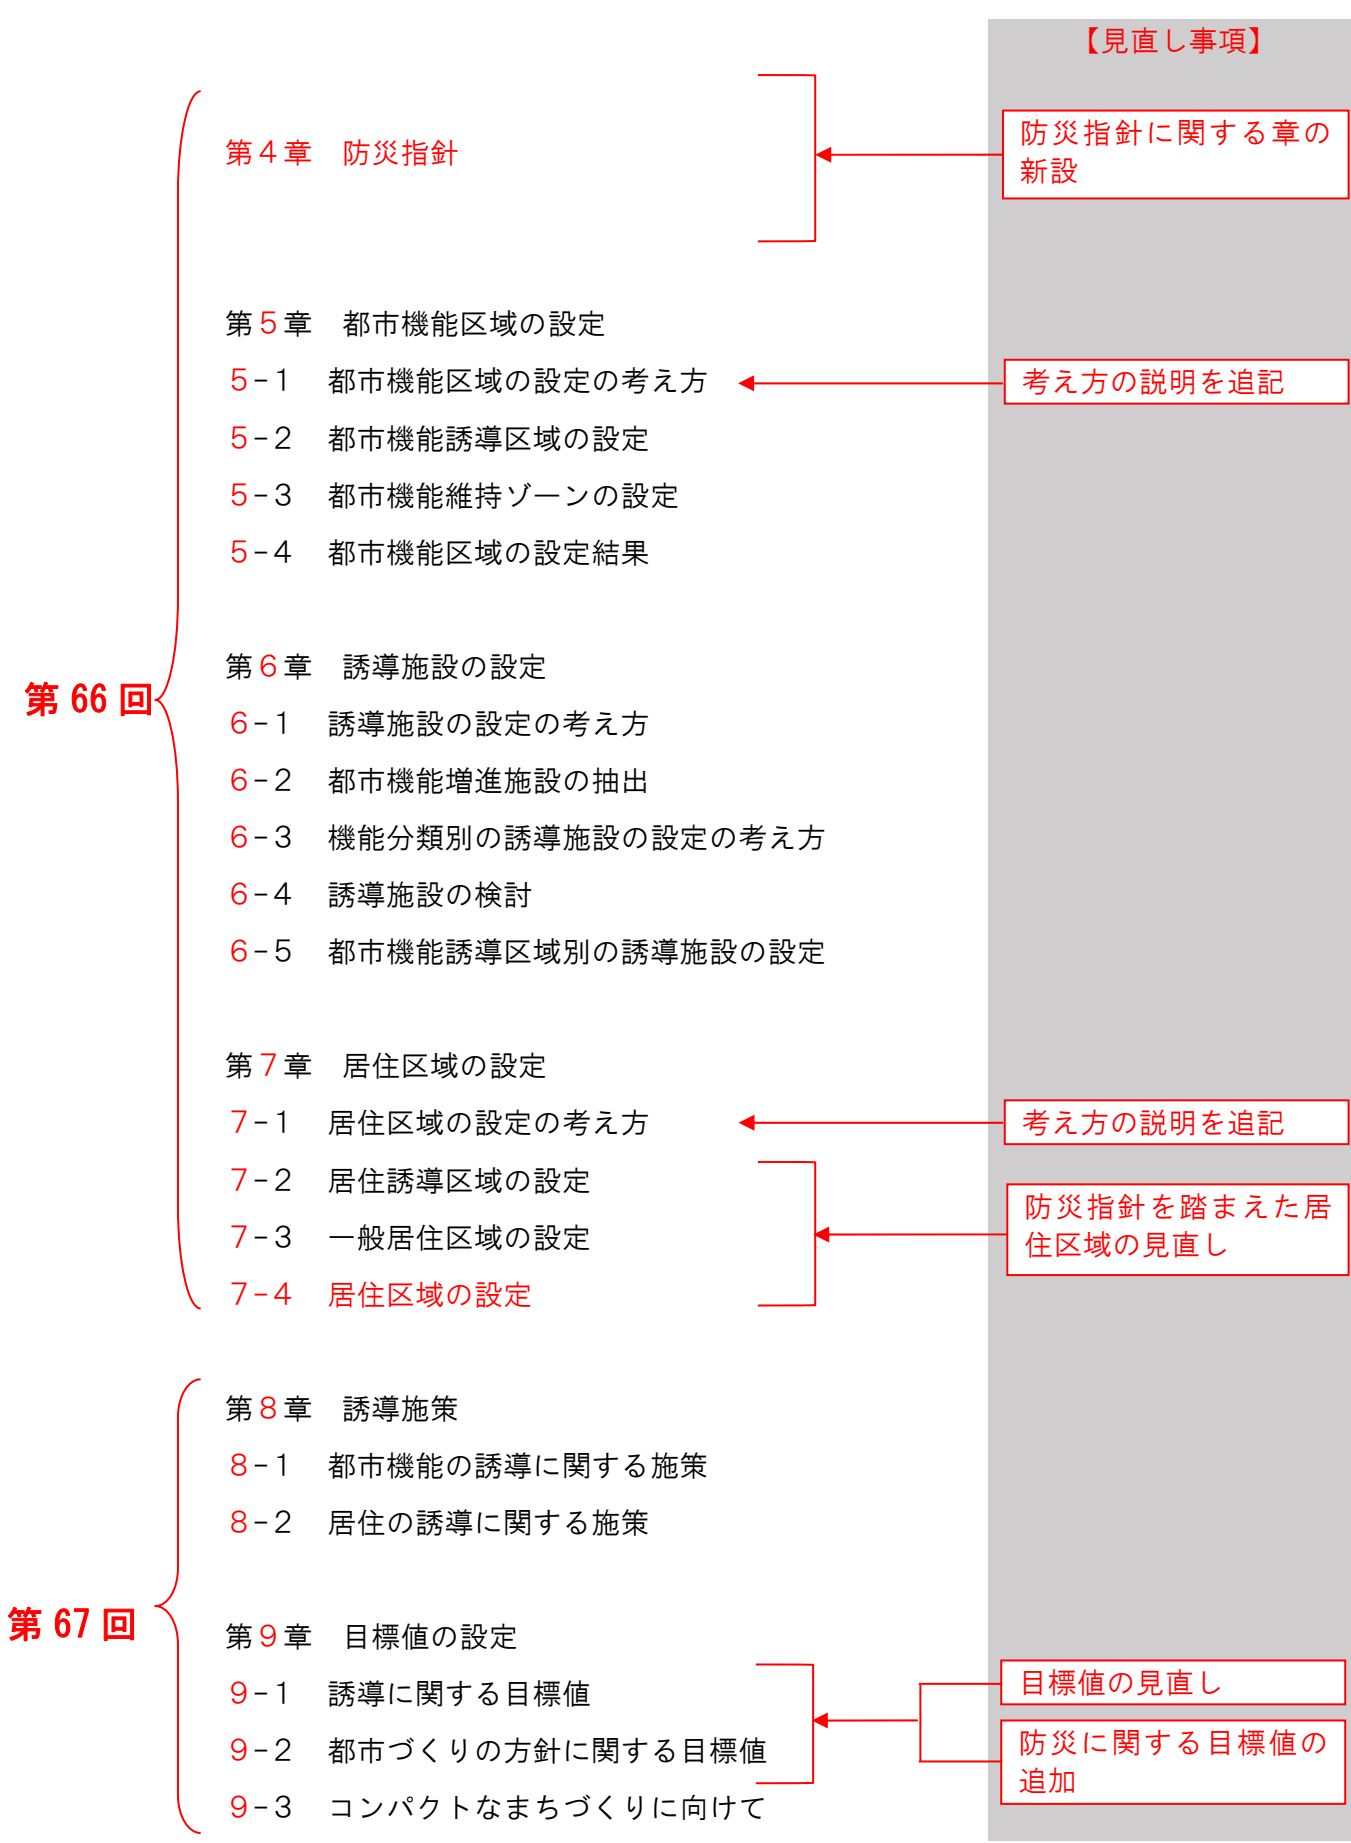 【見直し事項】
第４章　防災指針
防災指針に関する章の
新設
第５章　都市機能区域の設定
５-１　都市機能区域の設定の考え方
考え方の説明を追記
５-２　都市機能誘導区域の設定
５-３　都市機能維持ゾーンの設定
５-４　都市機能区域の設定結果
第６章　誘導施設の設定
第 66 回
６-１　誘導施設の設定の考え方
６-２　都市機能増進施設の抽出
６-３　機能分類別の誘導施設の設定の考え方
６-４　誘導施設の検討
６-５　都市機能誘導区域別の誘導施設の設定
第７章　居住区域の設定
７-１　居住区域の設定の考え方
考え方の説明を追記
７-２　居住誘導区域の設定
７-３　一般居住区域の設定
７-４　居住区域の設定
防災指針を踏まえた居
住区域の見直し
第８章　誘導施策
８-１　都市機能の誘導に関する施策
８-２　居住の誘導に関する施策
第 67 回
第９章　目標値の設定
９-１　誘導に関する目標値
目標値の見直し
９-２　都市づくりの方針に関する目標値
防災に関する目標値の
追加
９-３　コンパクトなまちづくりに向けて